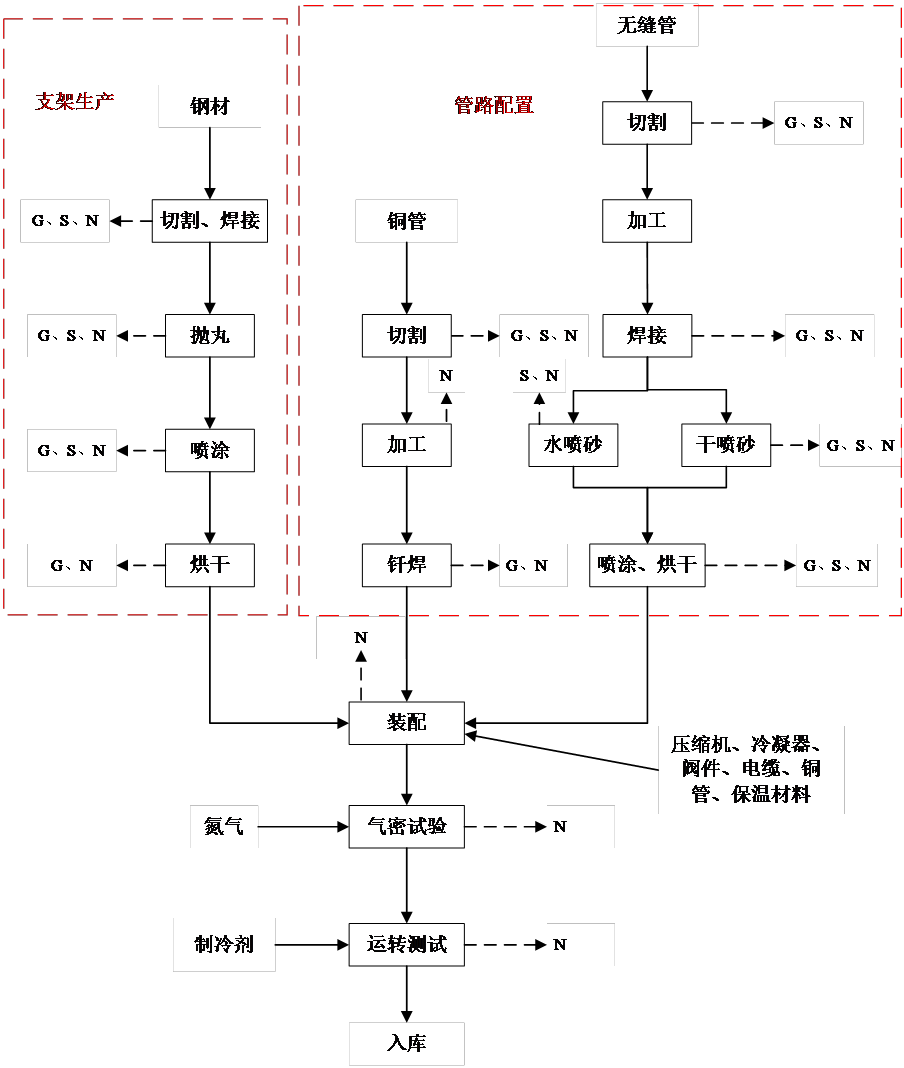 无缝管
支架生产
钢材
管路配置
切割
G、S、N
G、S、N
切割、焊接
铜管
加工
G、S、N
抛丸
切割
G、S、N
焊接
G、S、N
N
S、N
G、S、N
喷涂
加工
水喷砂
干喷砂
G、S、N
G、N
烘干
钎焊
G、N
喷涂、烘干
G、S、N
N
装配
压缩机、冷凝器、
阀件、电缆、铜
管、保温材料
氮气
气密试验
N
制冷剂
运转测试
N
入库